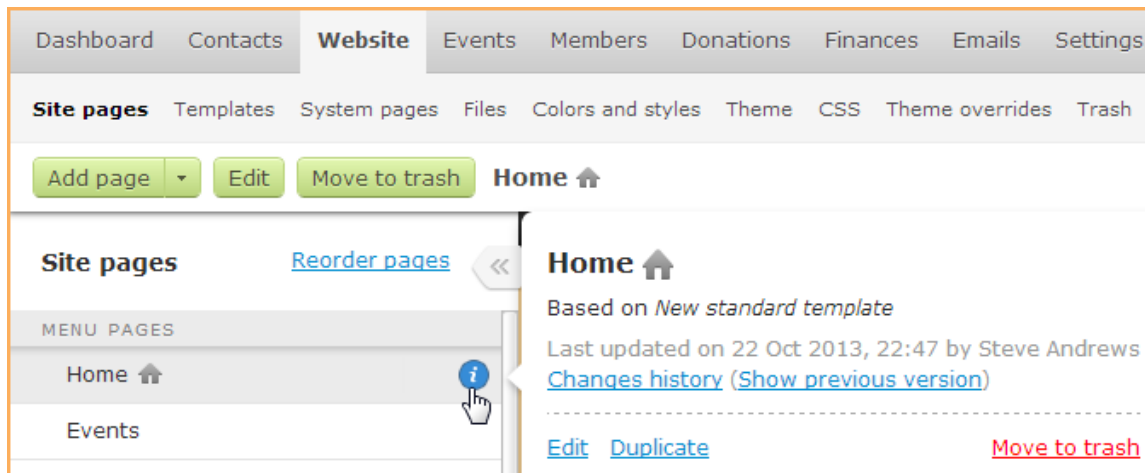 Dashboard Contacts Website Events Members Donations Finances Emails Settings
Site pages Templates System pages Files Colors and styles Theme CSS Theme overrides Trash
Add page Edit Move to trash Home
Site pages Reorder pages
MENU PAGES
Home
Events
Home
Based on New standard template
Last updated on 22 Oct 2013, 22:47 by Steve Andrews
Changes history (Show previous version)
Edit Duplicate Move to trash